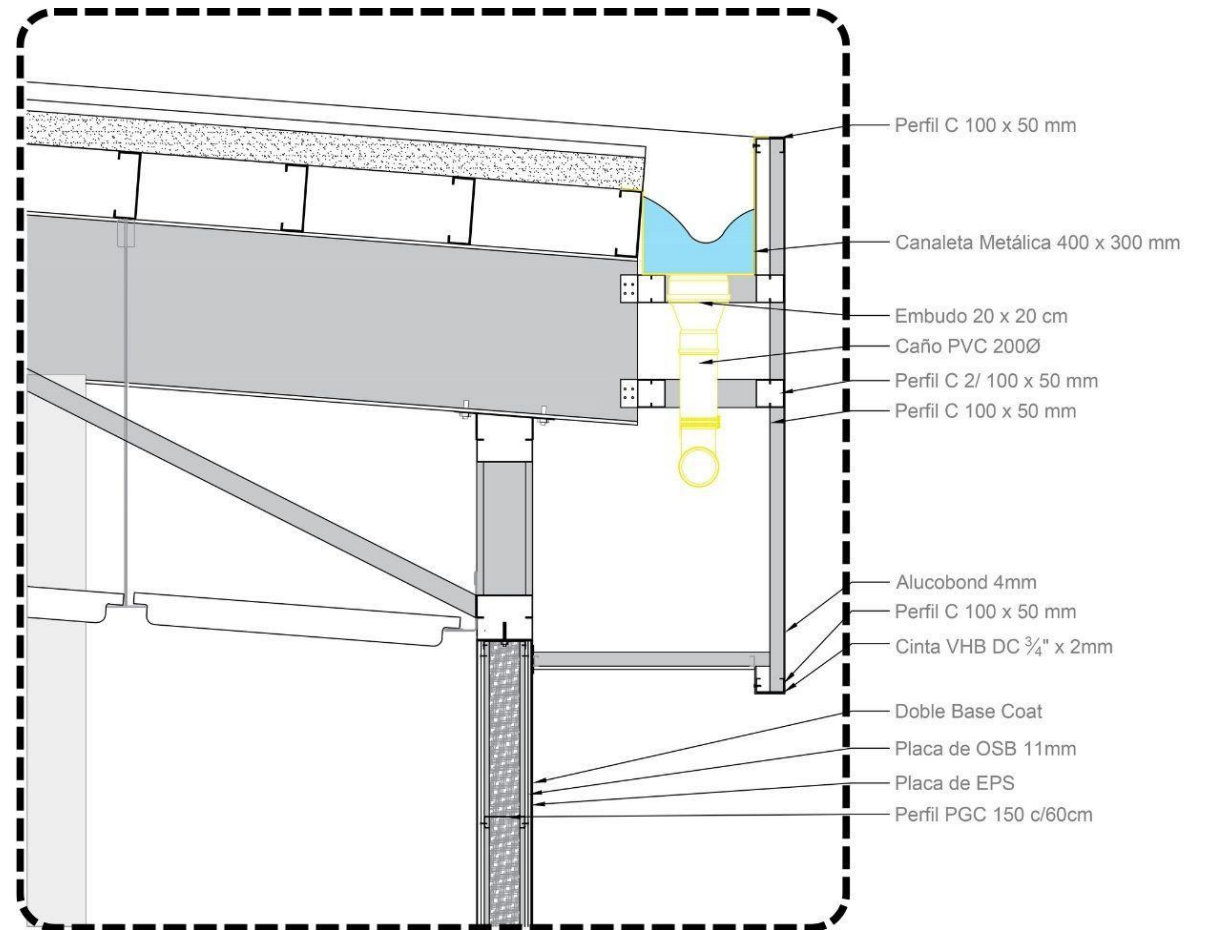 Perfil C 100 x 50 mm
Canaleta Metálica 400 x 300 mm
Embudo 20 x 20 cm
Caño PVC 200Ø
Perfil C 2/ 100 x 50 mm
Perfil C 100 x 50 mm
Alucobond 4mm
Perfil C 100 x 50 mm
Cinta VHB DC ¾" x 2mm
Doble Base Coat
Placa de OSB 11mm
Placa de EPS
Perfil PGC 150 c/60cm